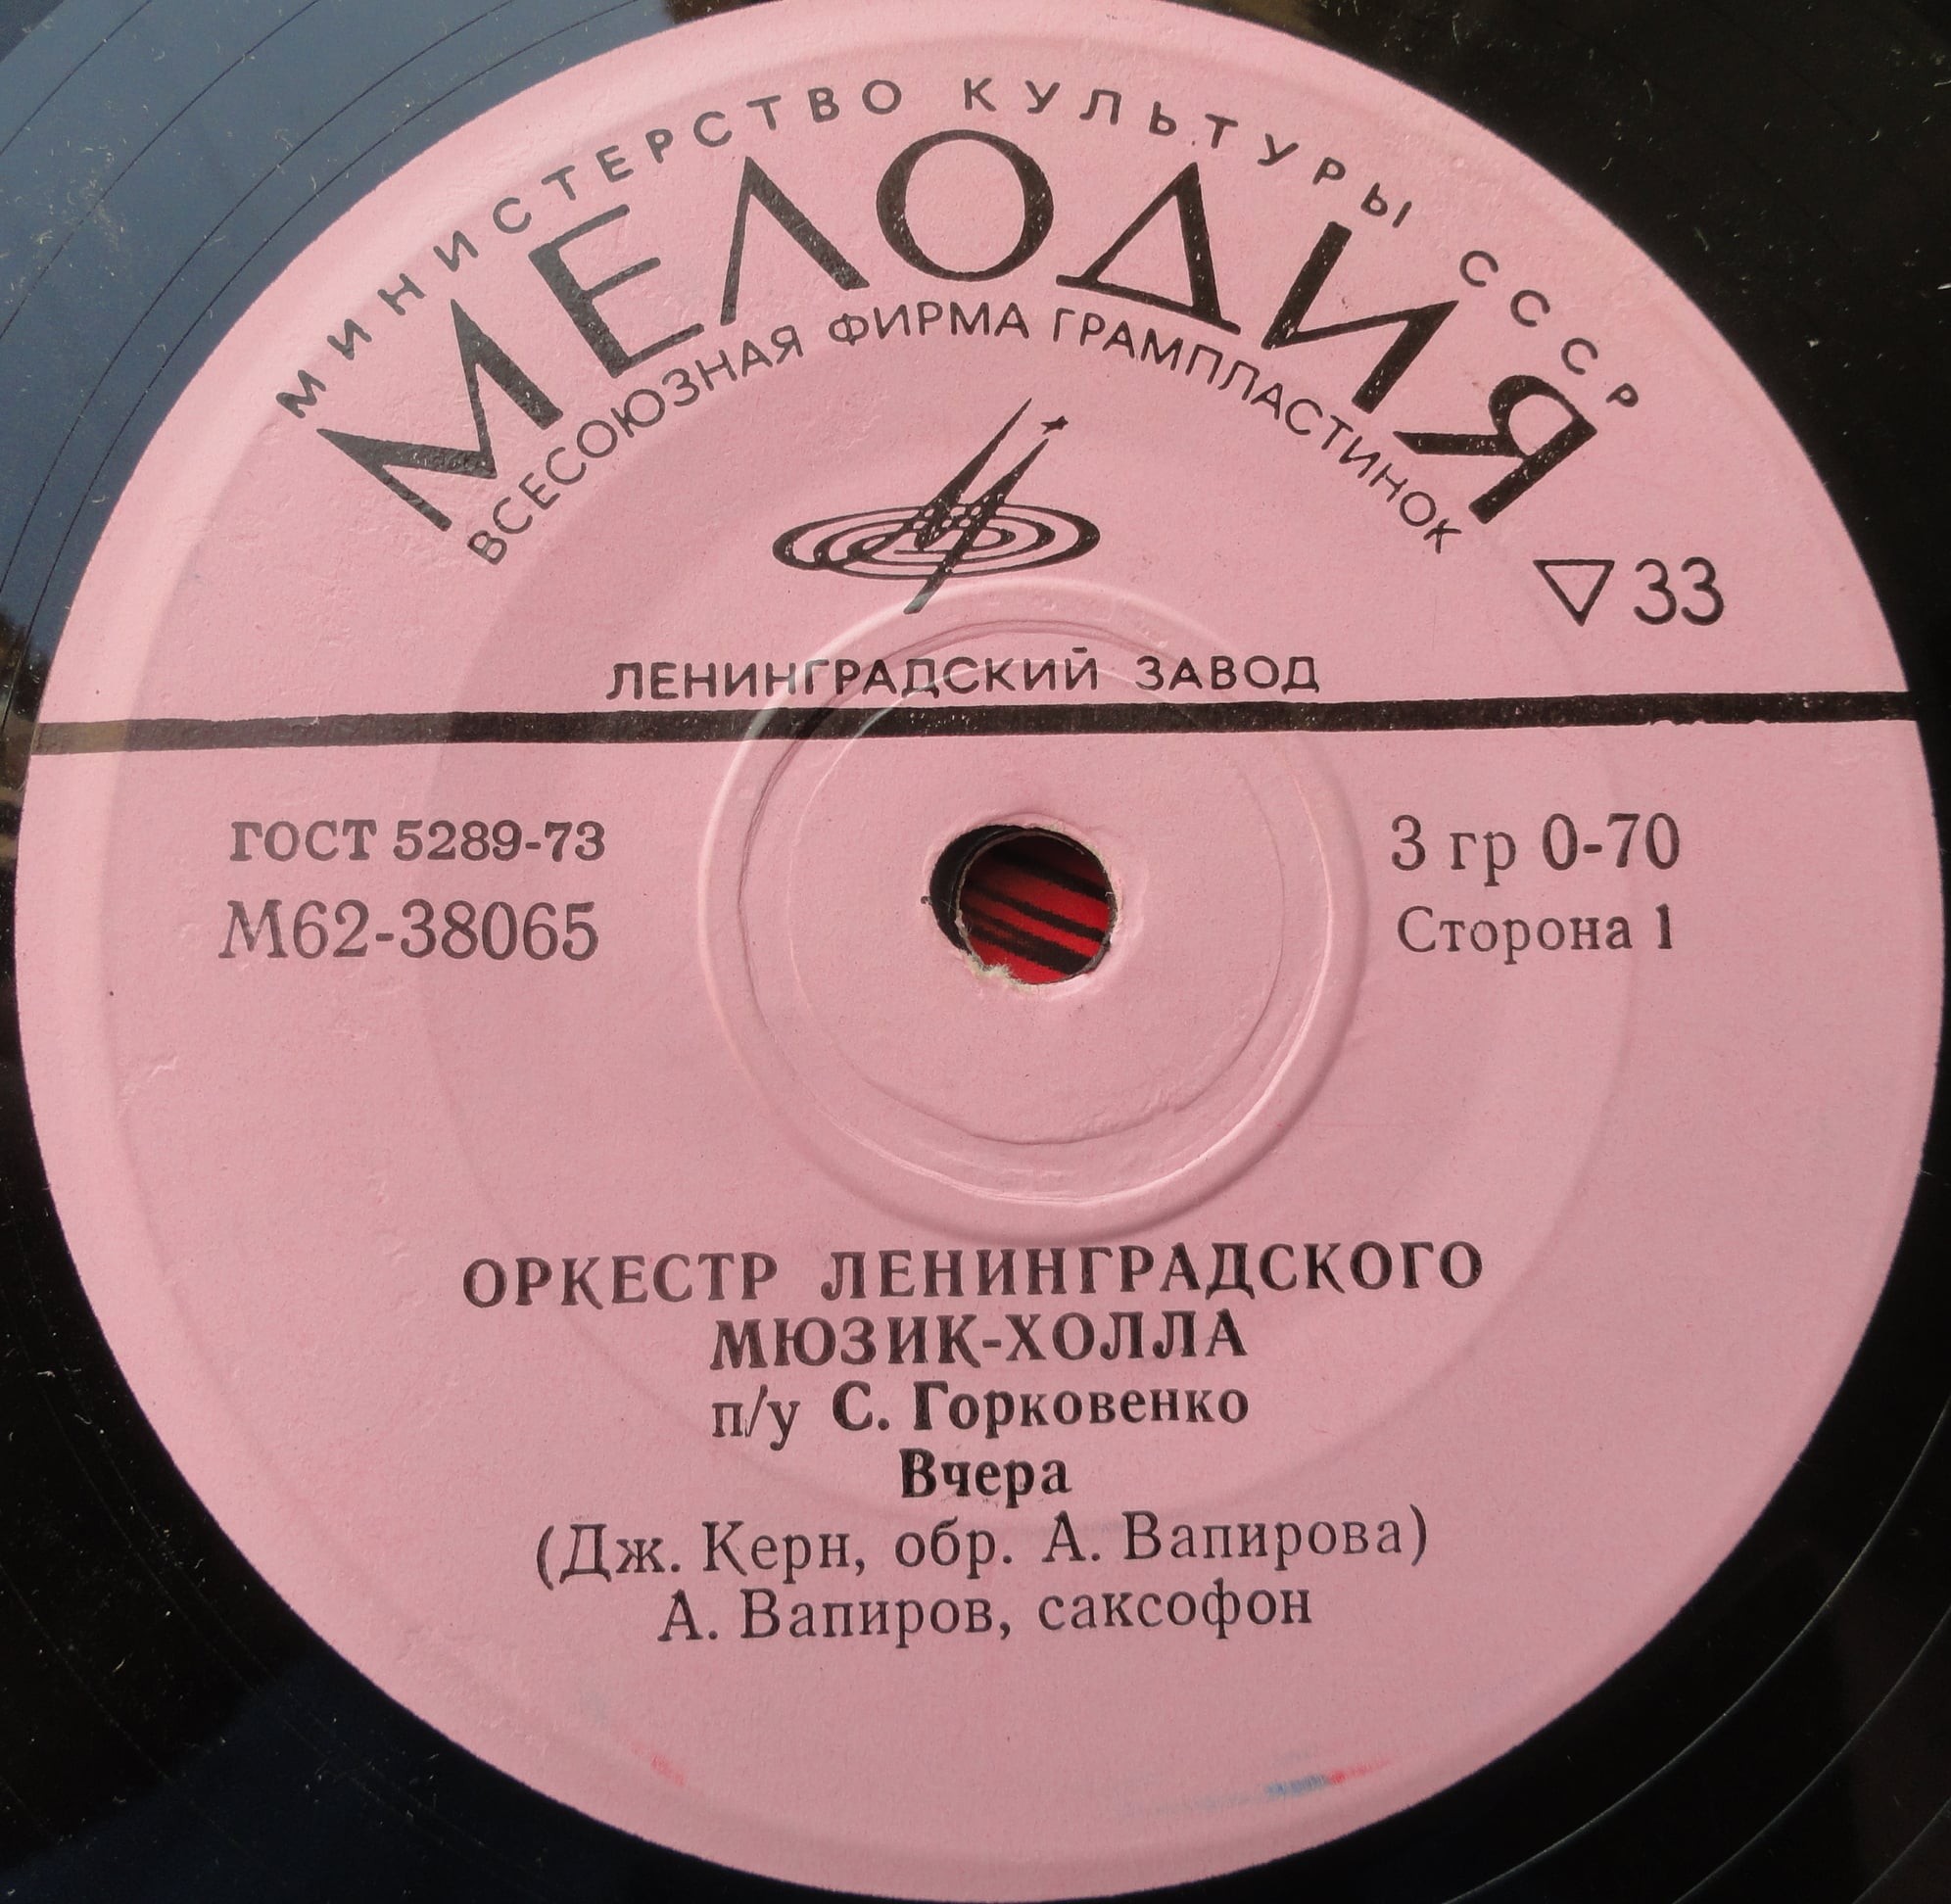 МИНИСТЕРСТВО КУЛЬТУРЫ СССР
МЕЛОДИЯ
ВСЕСОЮЗНАЯ ФИРМА ГРАМПЛАСТИНОК
▽33
ЛЕНИНГРАДСКИЙ ЗАВОД
ГОСТ 5289-73
М62-38065
3 гр 0-70
Сторона 1
ОРКЕСТР ЛЕНИНГРАДСКОГО
МЮЗИК-ХОЛЛА
п/у С. Горковенко
Вчера
(Дж. Керн, обр. А. Вапирова)
А. Вапиров, саксофон